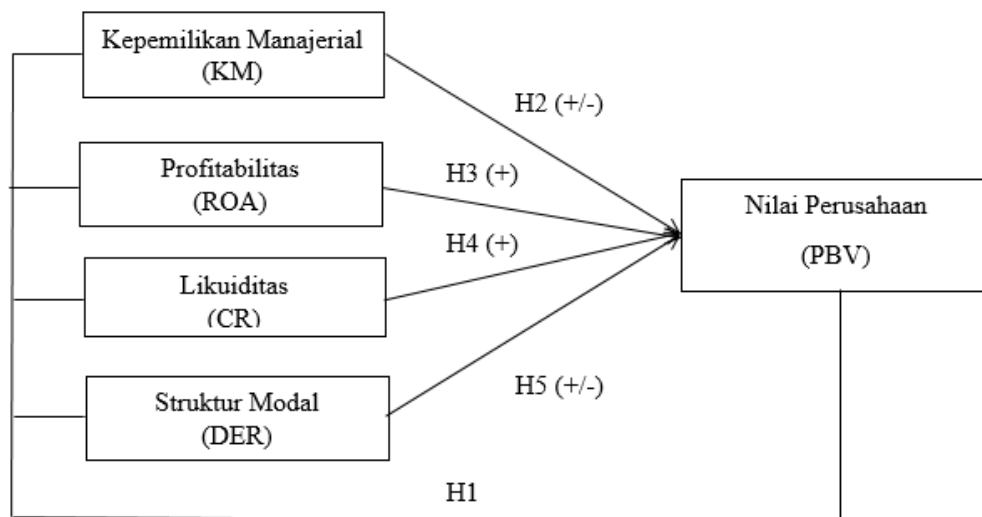 Kepemilikan Manajerial
(KM)
H2 (+/-)
Profitabilitas
(ROA)
H3 (+)
H4 (+)
Likuiditas
(CR)
Struktur Modal
(DER)
H5 (+/-)
Nilai Perusahaan
(PBV)
H1